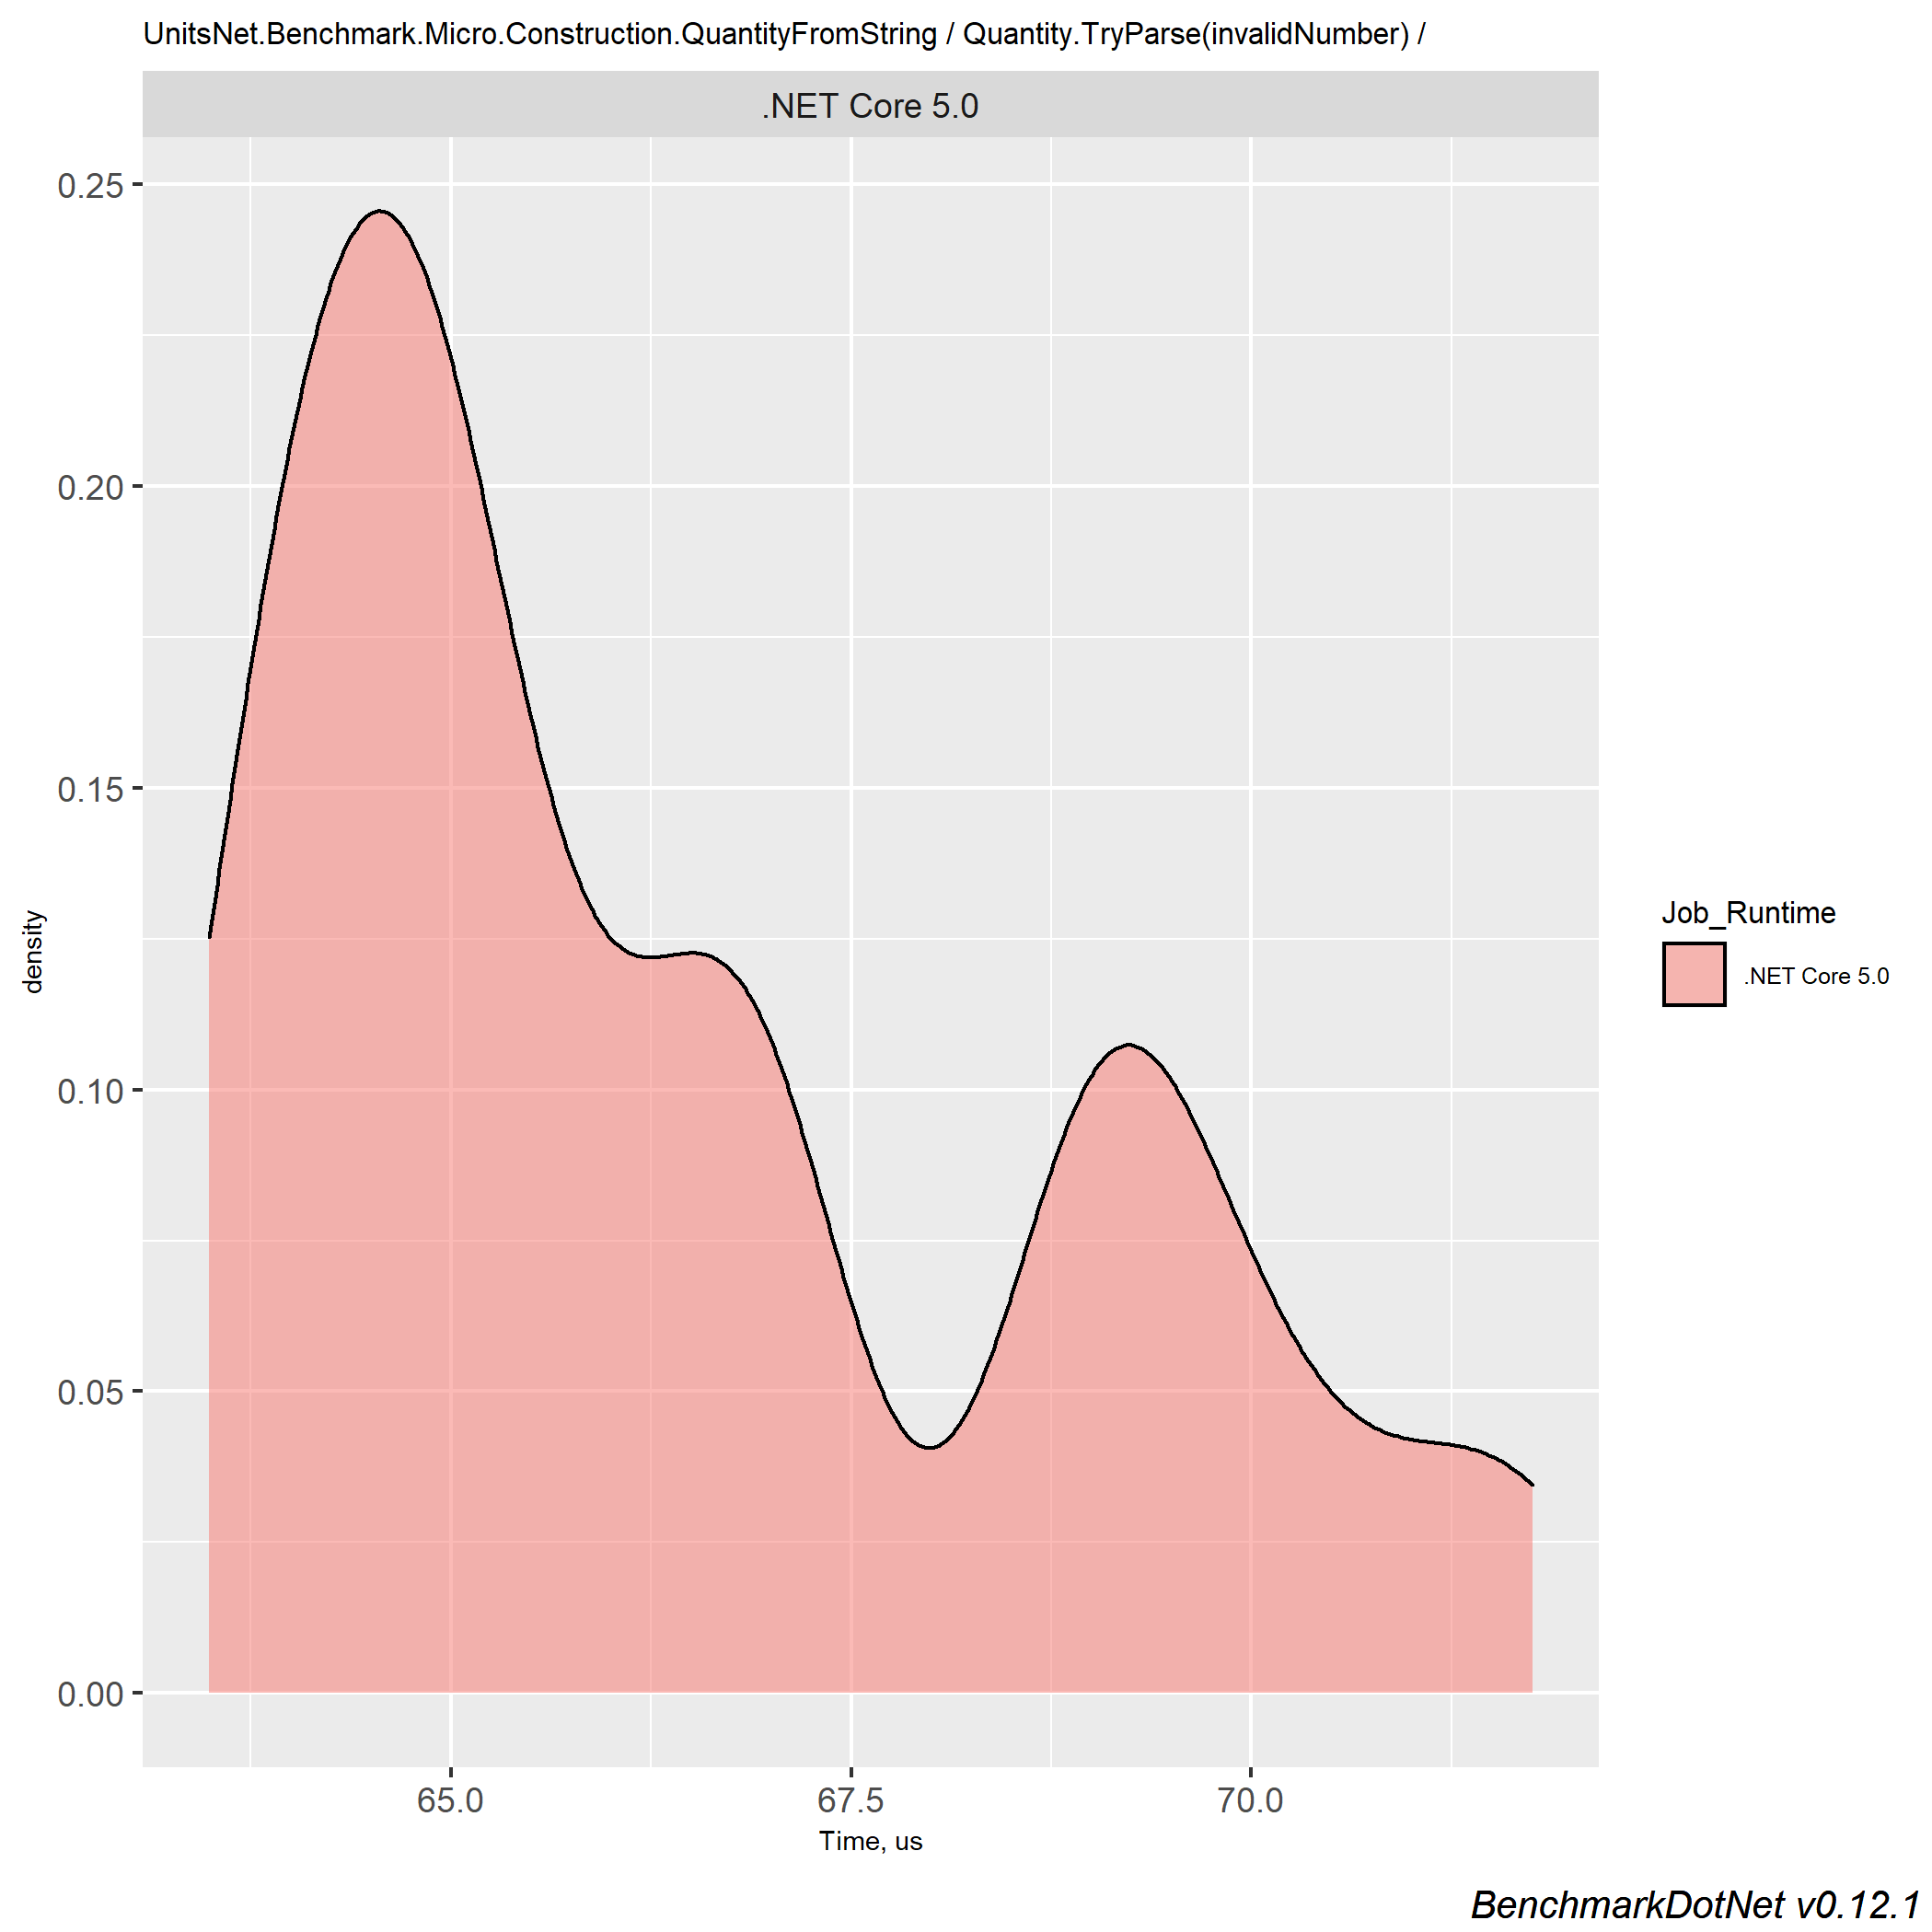 UnitsNet.Benchmark.Micro.Construction.QuantityFromString / Quantity.TryParse(invalidNumber) /
.NET Core 5.0
0.25
0.20
0.15
0.10
0.05
0.00
density
65.0
67.5
70.0
Time, us
Job_Runtime
.NET Core 5.0
BenchmarkDotNet v0.12.1